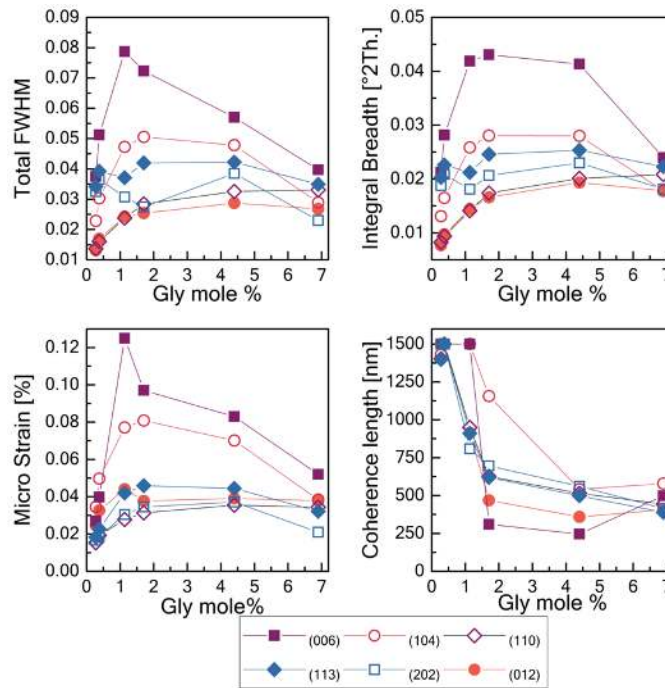 0.09
0.08
0.07
0.06
0.05
0.04
0.03
0.02
0.01
Total FWHM
0 1 2 3 4 5 6 7
Gly mole %
0.05
0.04
0.03
0.02
0.01
Integral Breadth [°2Th.]
0 1 2 3 4 5 6 7
Gly mole %
0.12
0.10
0.08
0.06
0.04
0.02
0.00
Micro Strain [%]
0 1 2 3 4 5 6 7
Gly mole%
1500
1250
1000
750
500
250
0
Coherence length [nm]
0 1 2 3 4 5 6 7
Gly mole %
(006) (104) (110)
(113) (202) (012)